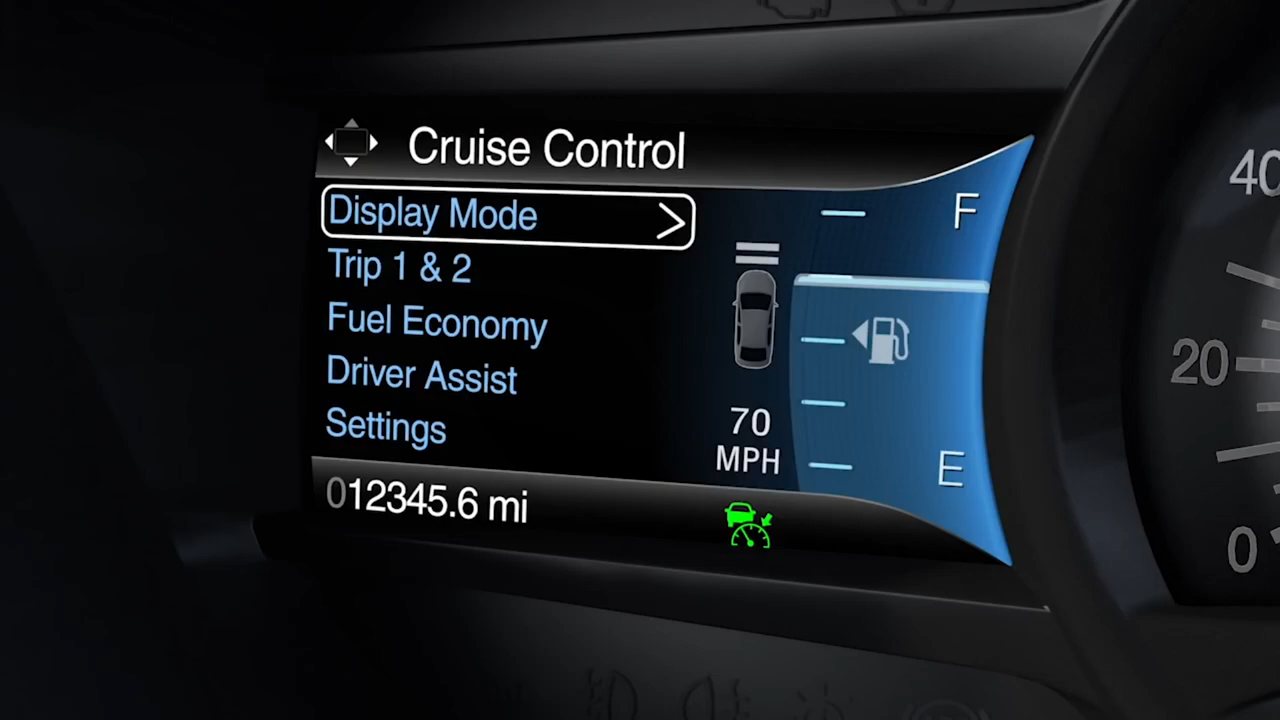 Cruise Control
Display Mode >
Trip 1 & 2
Fuel Economy
Driver Assist
Settings
012345.6 mi
70
MPH
F
E
40
20
0